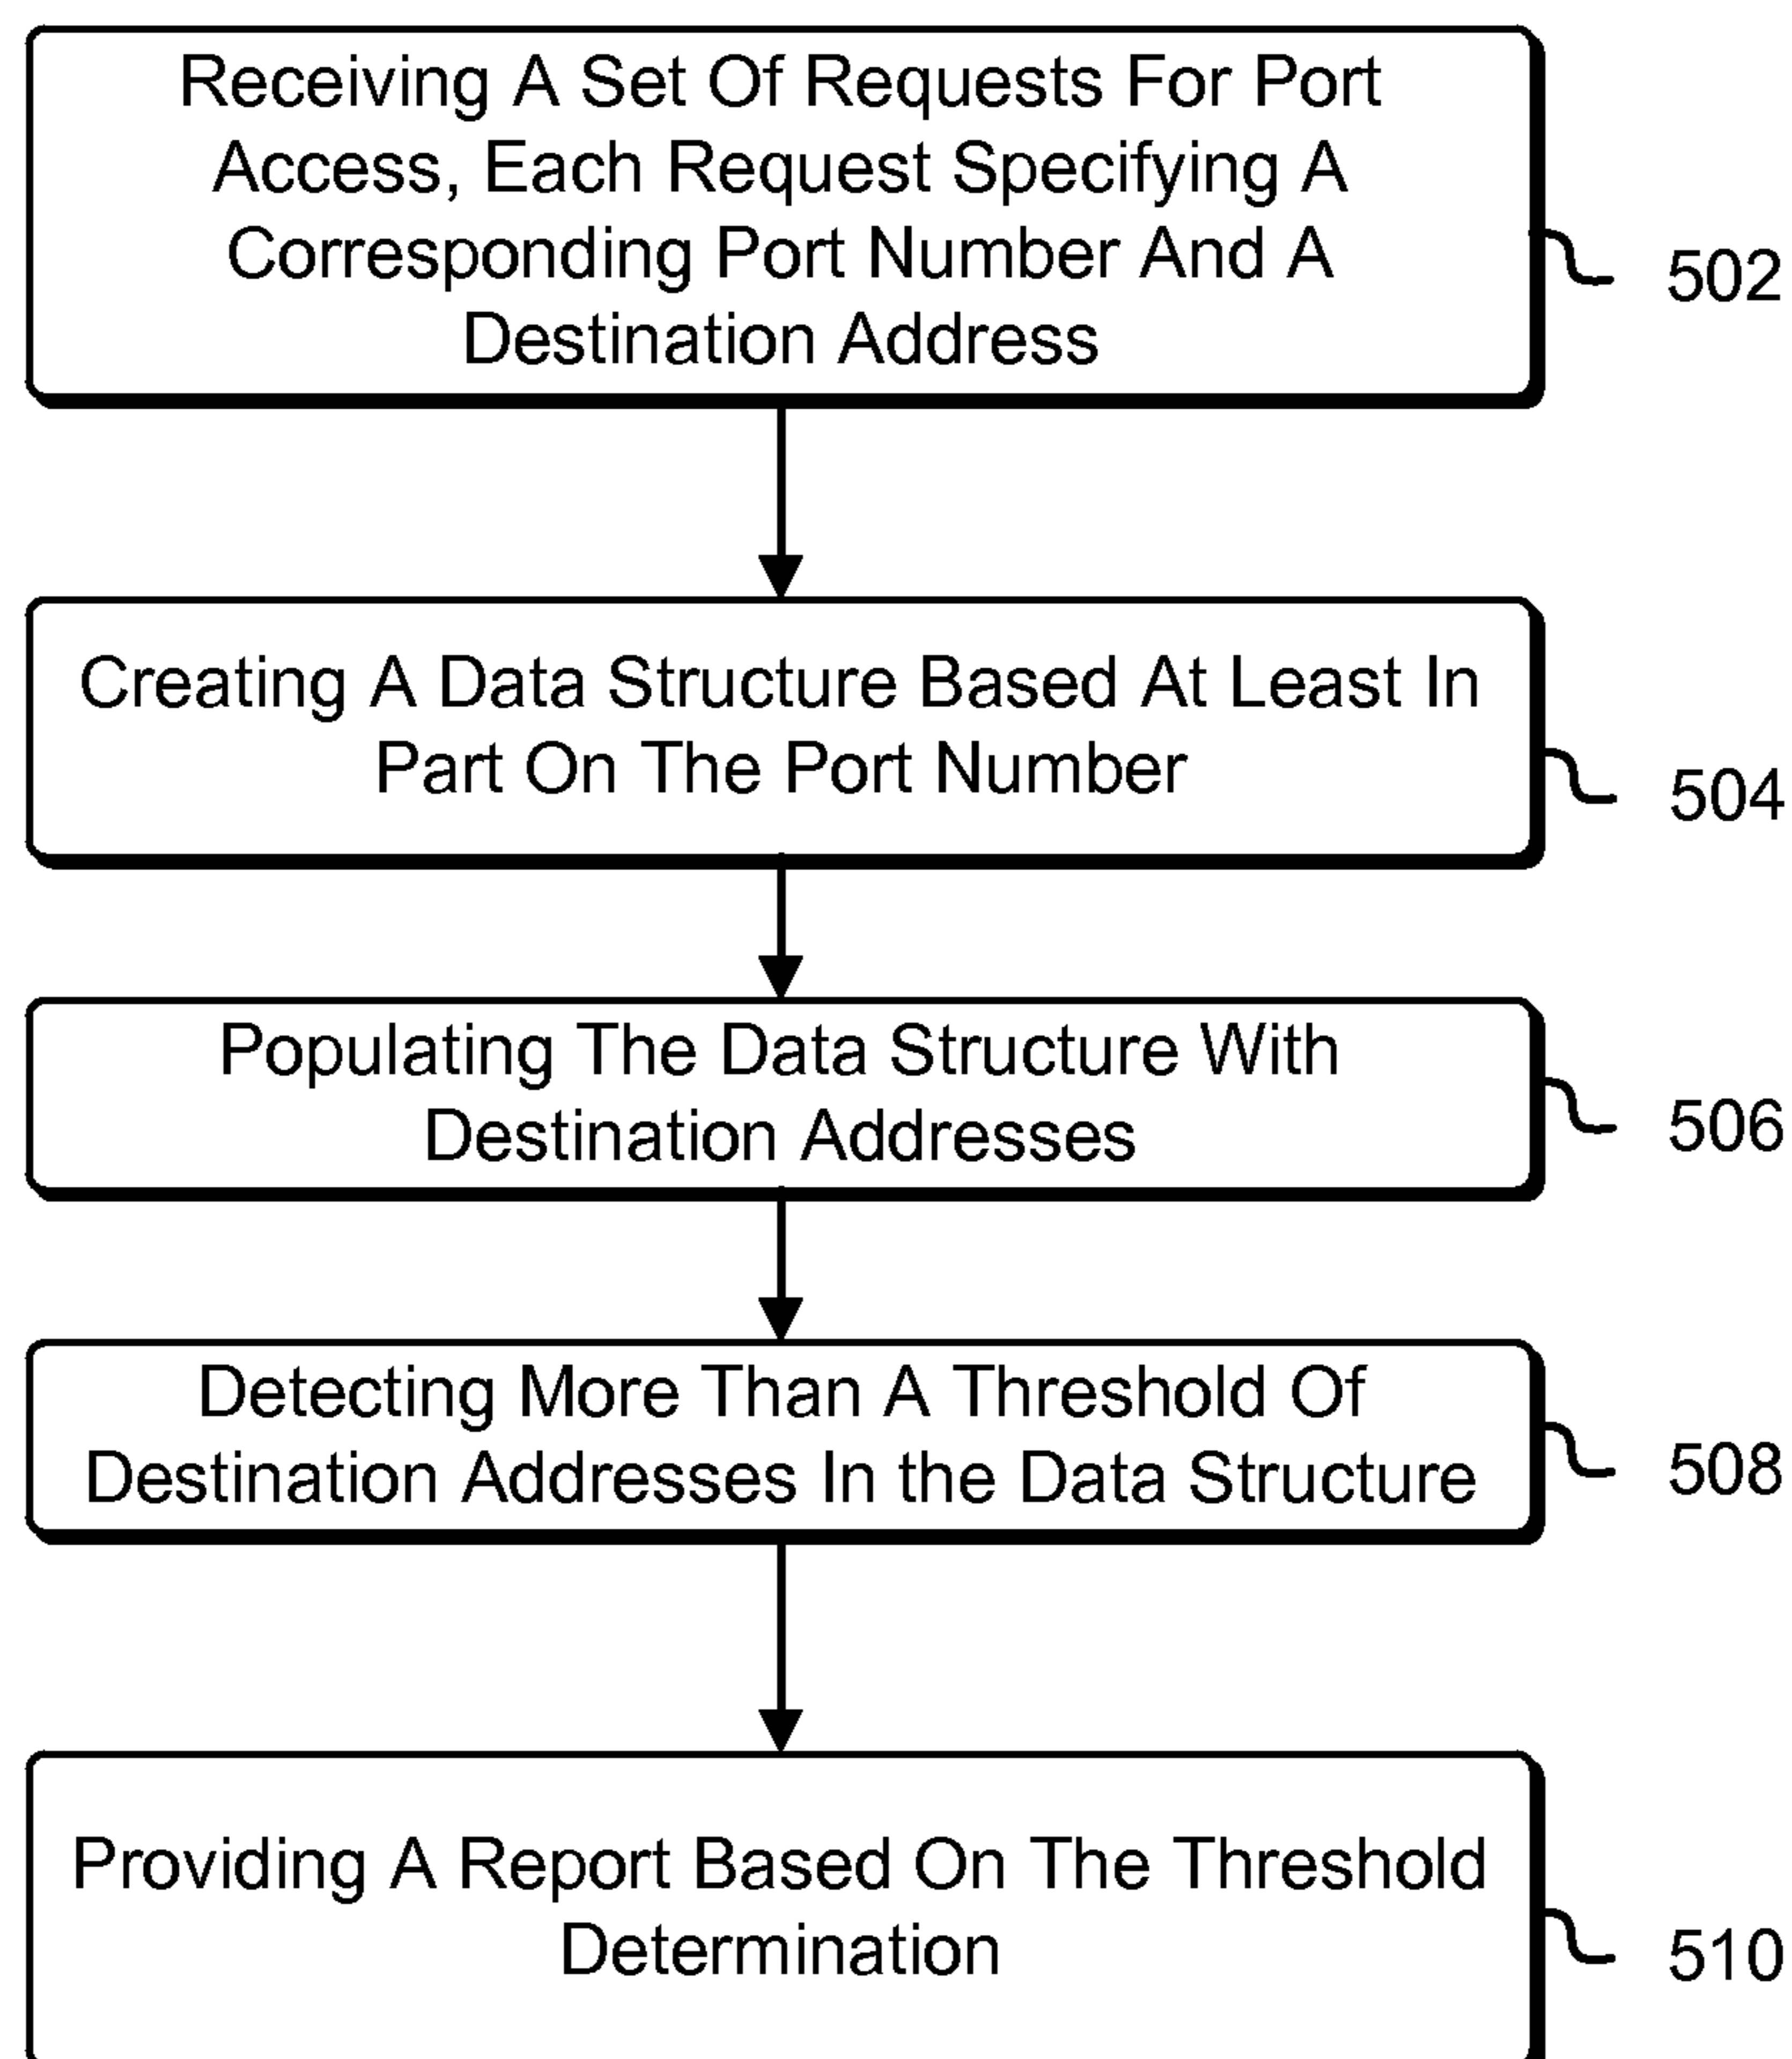 Receiving A Set Of Requests For Port
Access, Each Request Specifying A
Corresponding Port Number And A
Destination Address
502
Creating A Data Structure Based At Least In
Part On The Port Number
504
Populating The Data Structure With
Destination Addresses
506
Detecting More Than A Threshold Of
Destination Addresses In the Data Structure
508
Providing A Report Based On The Threshold
Determination
510